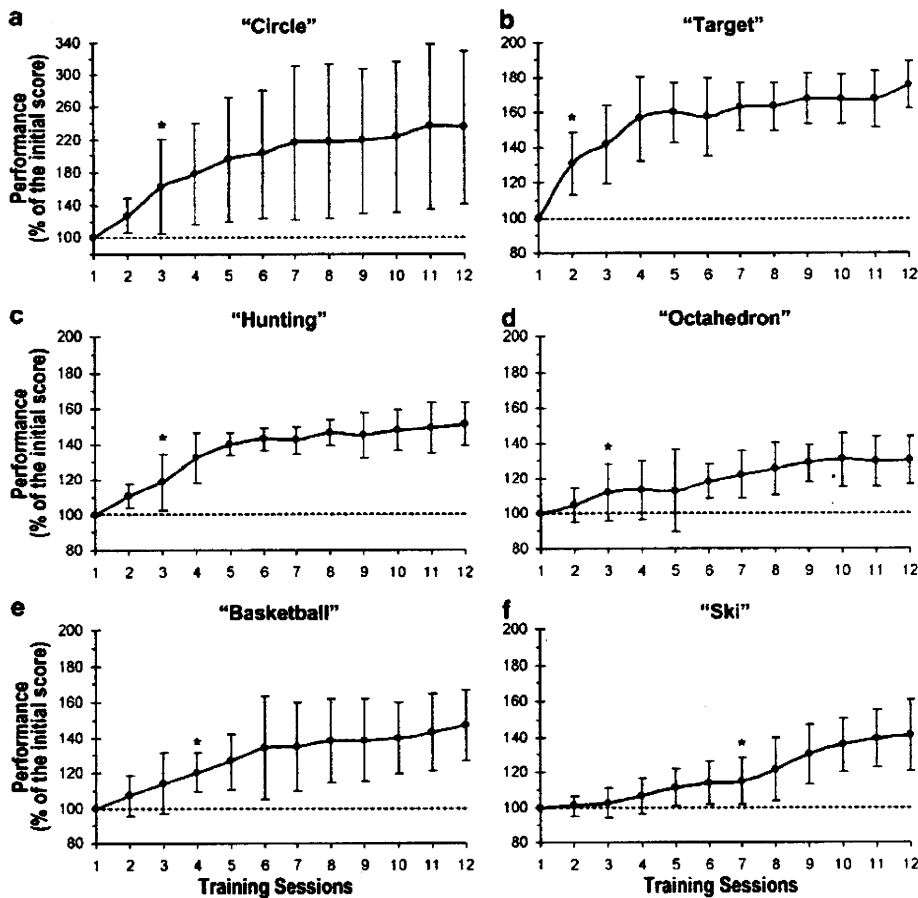 a
"Circle"
Performance
(% of the initial score)
340
300
260
220
180
140
100
*
1 2 3 4 5 6 7 8 9 10 11 12
b
"Target"
200
180
160
140
120
100
80
*
1 2 3 4 5 6 7 8 9 10 11 12
c
"Hunting"
Performance
(% of the initial score)
200
180
160
140
120
100
80
*
1 2 3 4 5 6 7 8 9 10 11 12
d
"Octahedron"
200
180
160
140
120
100
80
*
1 2 3 4 5 6 7 8 9 10 11 12
e
"Basketball"
Performance
(% of the initial score)
200
180
160
140
120
100
80
*
1 2 3 4 5 6 7 8 9 10 11 12
Training Sessions
f
"Ski"
200
180
160
140
120
100
80
*
1 2 3 4 5 6 7 8 9 10 11 12
Training Sessions